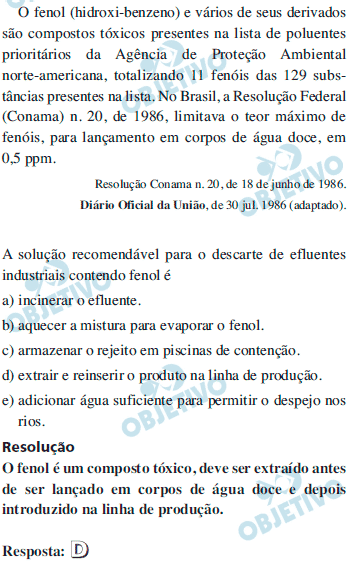 O fenol (hidroxi-benzeno) e vários de seus derivados
são compostos tóxicos presentes na lista de poluentes
prioritários da Agência de Proteção Ambiental
norte-americana, totalizando 11 fenóis das 129 subs-
tâncias presentes na lista. No Brasil, a Resolução Federal
(Conama) n. 20, de 1986, limitava o teor máximo de
fenóis, para lançamento em corpos de água doce, em
0,5 ppm.
Resolução Conama n. 20, de 18 de junho de 1986.
Diário Oficial da União, de 30 jul. 1986 (adaptado).
A solução recomendável para o descarte de efluentes
industriais contendo fenol é
a) incinerar o efluente.
b) aquecer a mistura para evaporar o fenol.
c) armazenar o rejeito em piscinas de contenção.
d) extrair e reinserir o produto na linha de produção.
e) adicionar água suficiente para permitir o despejo nos
rios.
Resolução
O fenol é um composto tóxico, deve ser extraído antes
de ser lançado em corpos de água doce e depois
introduzido na linha de produção.
Resposta: D